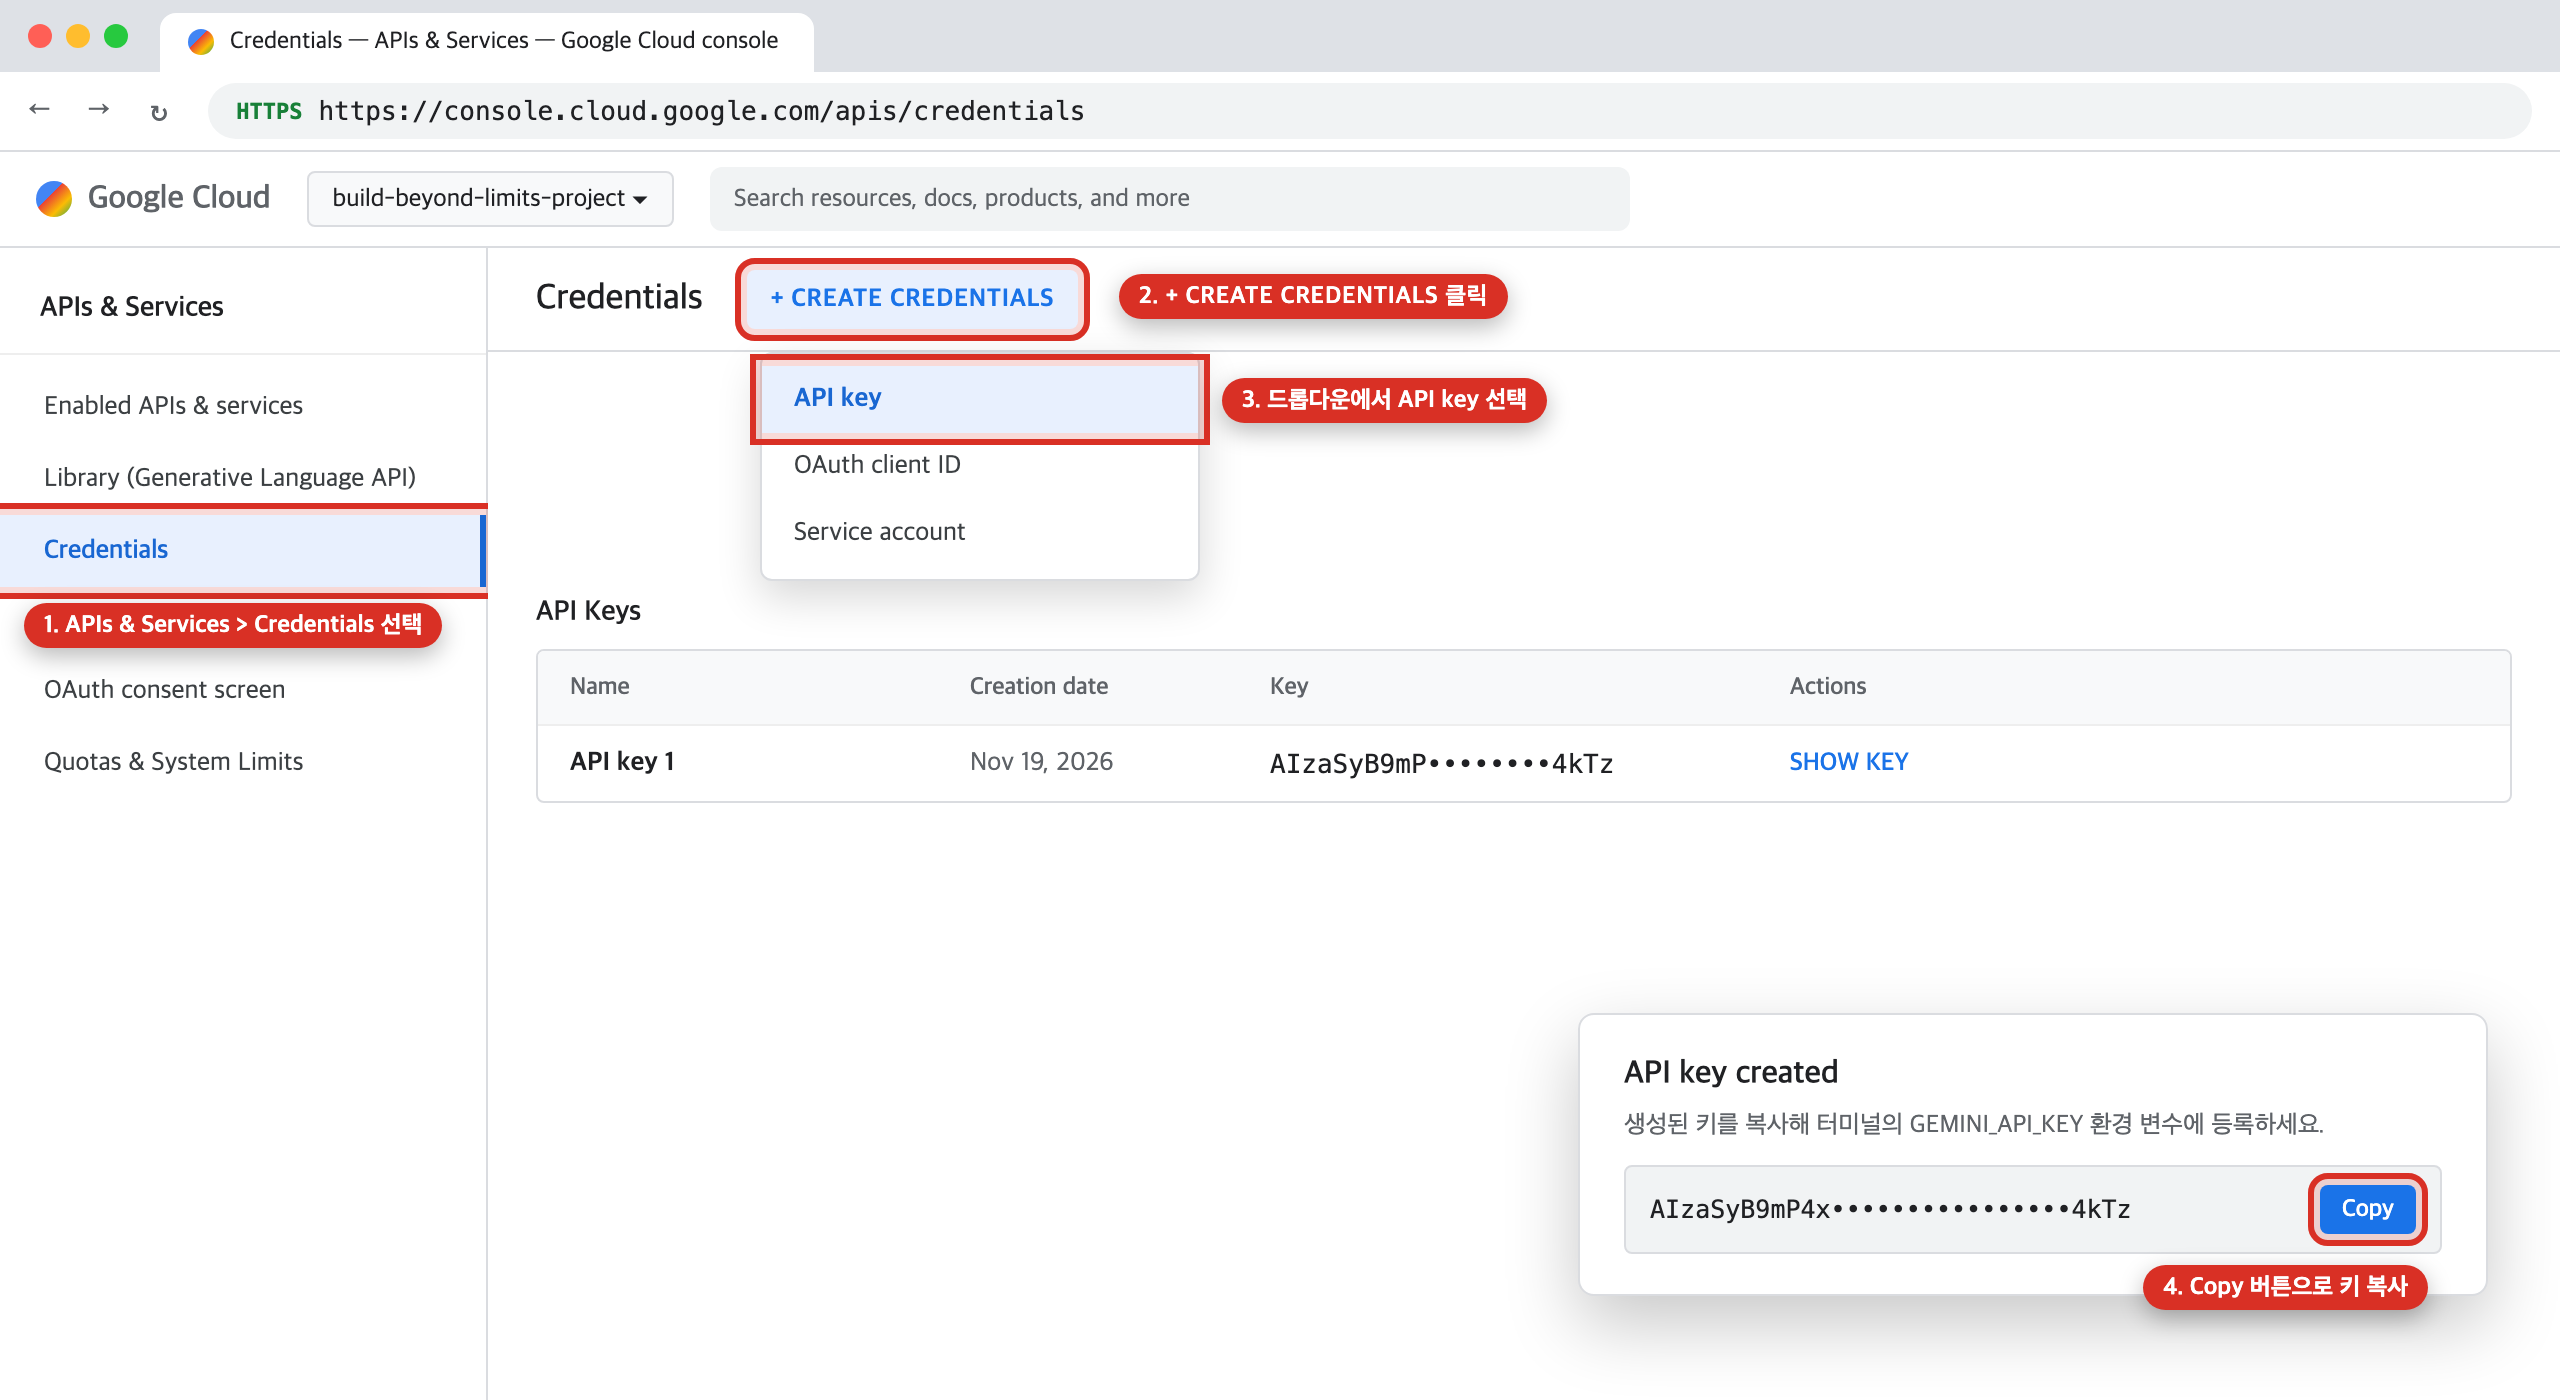 Credentials — APIs & Services — Google Cloud console
← → ↻ HTTPS https://console.cloud.google.com/apis/credentials
Google Cloud build-beyond-limits-project Search resources, docs, products, and more
APIs & Services
Enabled APIs & services
Library (Generative Language API)
Credentials
1. APIs & Services > Credentials 선택
OAuth consent screen
Quotas & System Limits
Credentials + CREATE CREDENTIALS 2. + CREATE CREDENTIALS 클릭
API key 3. 드롭다운에서 API key 선택
OAuth client ID
Service account
API Keys
Name Creation date Key Actions
API key 1 Nov 19, 2026 AIzaSyB9mP••••••••4kTz SHOW KEY
API key created
생성된 키를 복사해 터미널의 GEMINI_API_KEY 환경 변수에 등록하세요.
AIzaSyB9mP4x••••••••••••••••4kTz Copy
4. Copy 버튼으로 키 복사